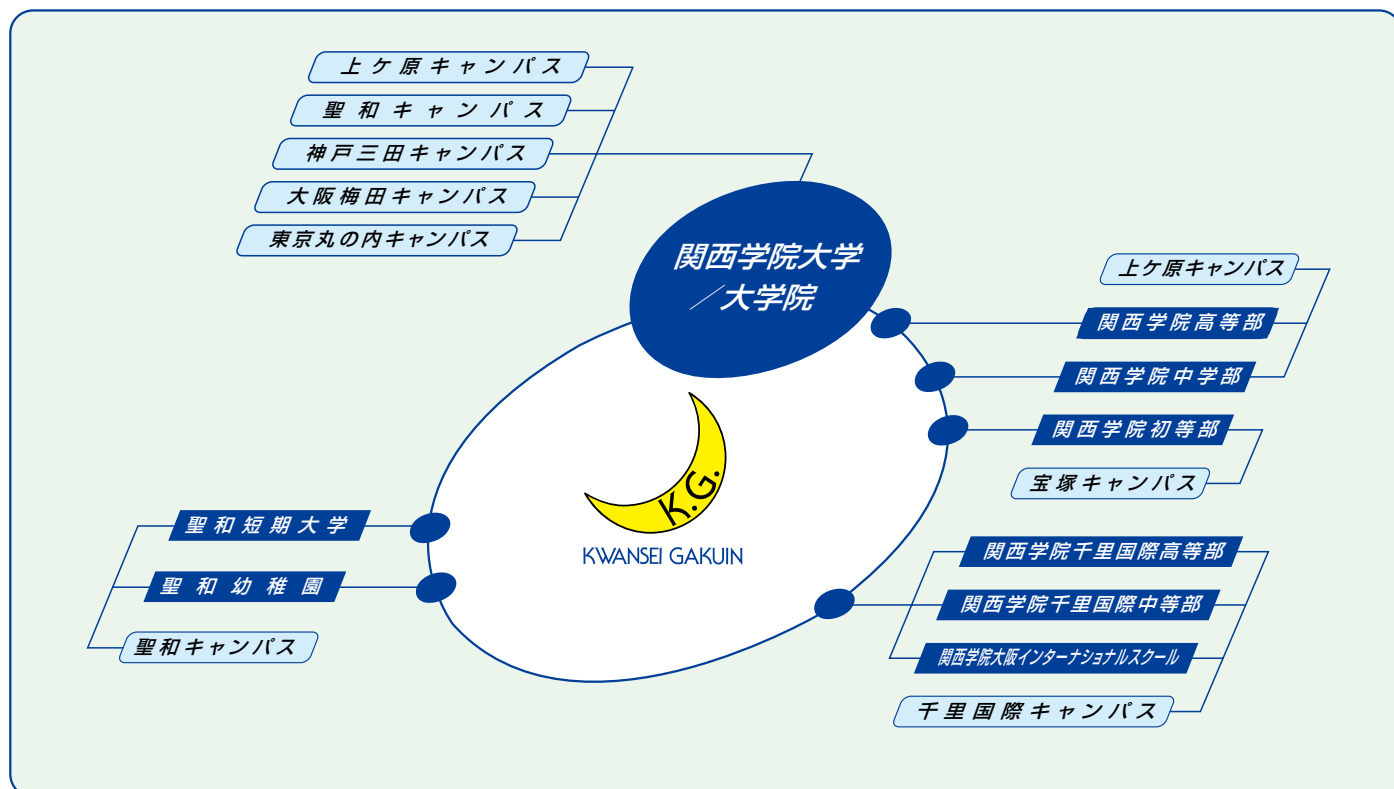 上ケ原キャンパス
聖和キャンパス
神戸三田キャンパス
大阪梅田キャンパス
東京丸の内キャンパス
関西学院大学
／大学院
上ケ原キャンパス
関西学院高等部
関西学院中学部
関西学院初等部
宝塚キャンパス
K.G.
KWANSEI GAKUIN
聖和短期大学
聖和幼稚園
聖和キャンパス
関西学院千里国際高等部
関西学院千里国際中等部
関西学院大阪インターナショナルスクール
千里国際キャンパス